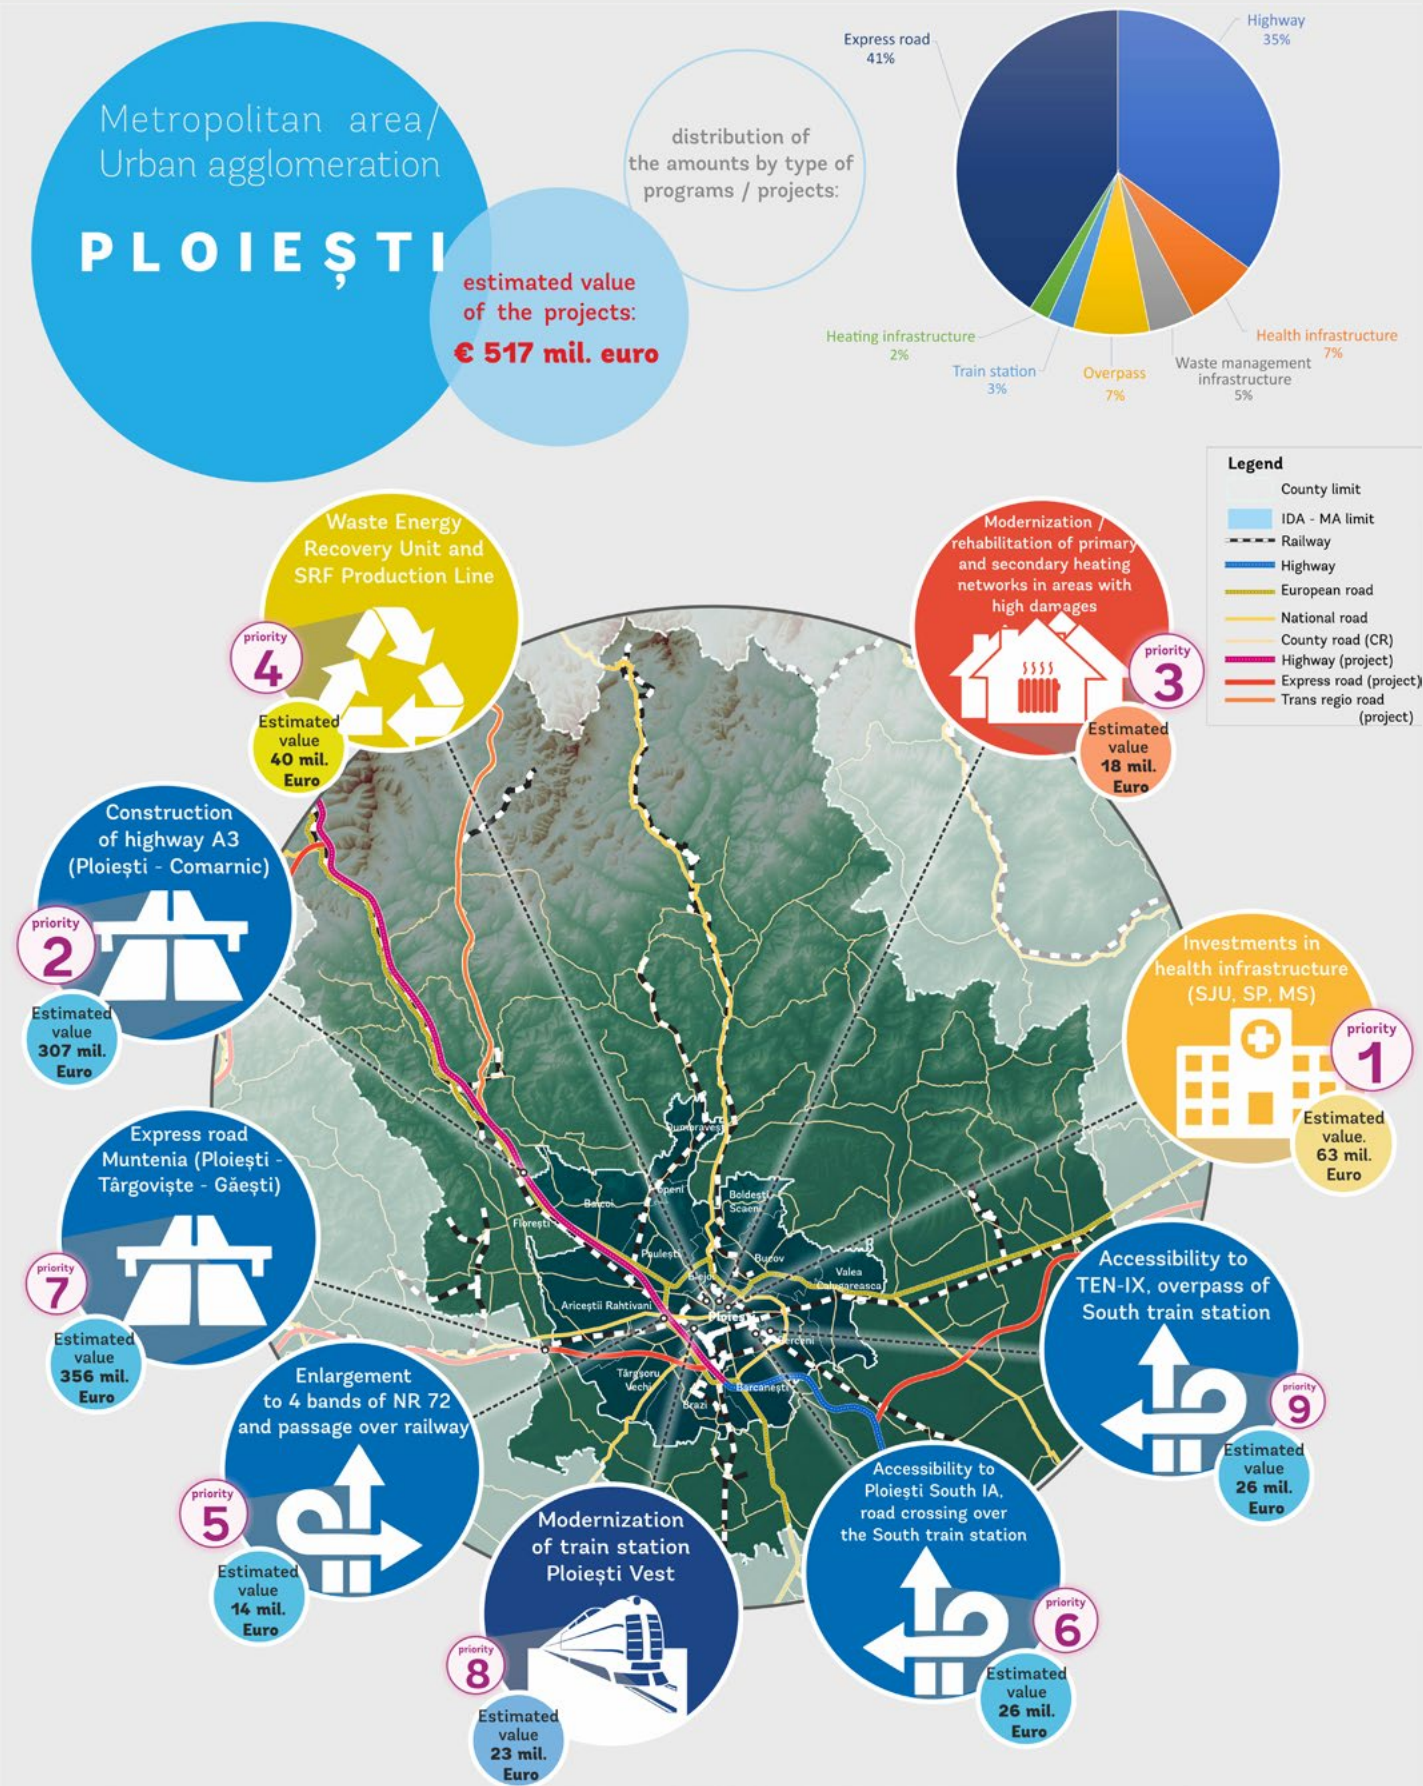 Metropolitan area/
Urban agglomeration
PLOIEȘTI
estimated value
of the projects:
€ 517 mil. euro
distribution of
the amounts by type of
programs / projects:
Express road
41%
Highway
35%
Heating infrastructure
2%
Train station
3%
Overpass
7%
Waste management
infrastructure
5%
Health infrastructure
7%
Legend
County limit
IDA - MA limit
Railway
Highway
European road
National road
County road (CR)
Highway (project)
Express road (project)
Trans regio road
(project)
Waste Energy
Recovery Unit and
SRF Production Line
priority
4
Estimated
value
40 mil.
Euro
Modernization /
rehabilitation of primary
and secondary heating
networks in areas with
high damages
priority
3
Estimated
value
18 mil.
Euro
Construction
of highway A3
(Ploiești - Comarnic)
priority
2
Estimated
value
307 mil.
Euro
Investments in
health infrastructure
(SJU, SP, MS)
priority
1
Estimated
value.
63 mil.
Euro
Express road
Muntenia (Ploiești -
Târgoviște - Găești)
priority
7
Estimated
value
356 mil.
Euro
Boldești
Scaeni
Baicoi
Florești
Paulești
Bucov
Blejoi
Valea
Calugareasca
Ariceștii Rahtivani
Ploiești
Berceni
Târgșoru
Vechi
Barcanești
Brazi
Accessibility to
TEN-IX, overpass of
South train station
priority
9
Estimated
value
26 mil.
Euro
Enlargement
to 4 bands of NR 72
and passage over railway
priority
5
Estimated
value
14 mil.
Euro
Modernization
of train station
Ploiești Vest
priority
8
Estimated
value
23 mil.
Euro
Accessibility to
Ploiești South IA,
road crossing over
the South train station
priority
6
Estimated
value
26 mil.
Euro